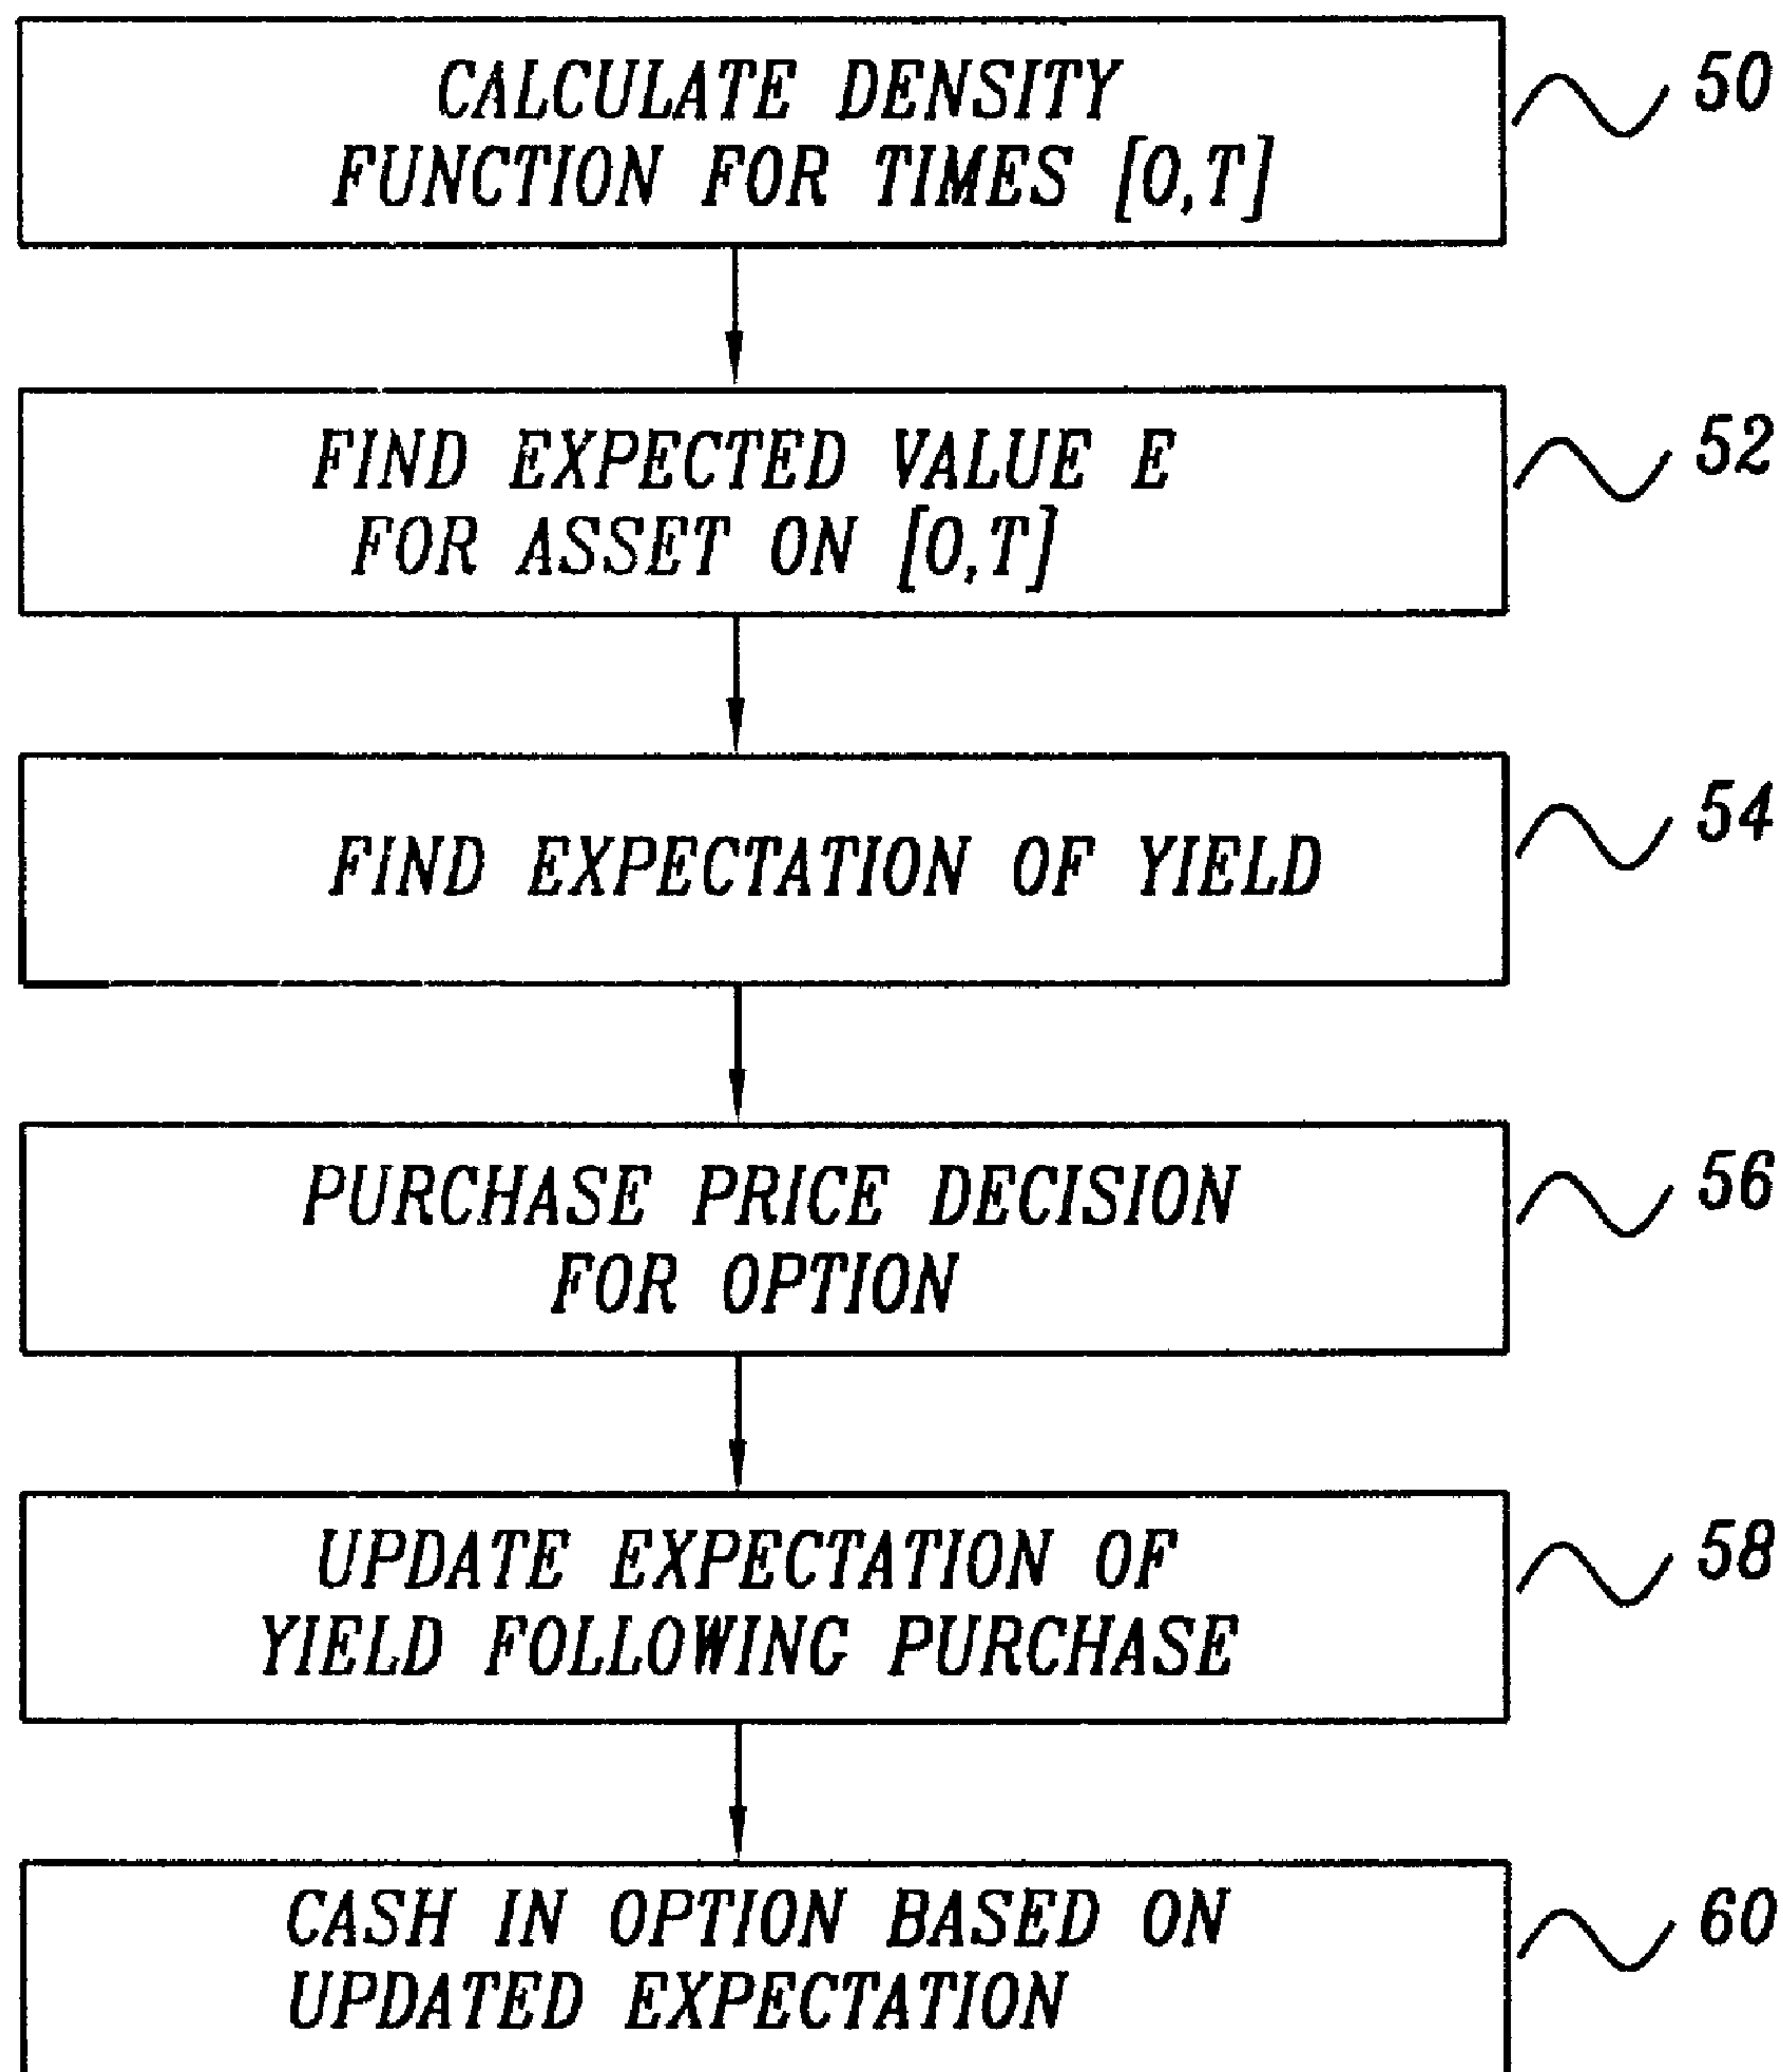 CALCULATE DENSITY
FUNCTION FOR TIMES [0,T]
50
FIND EXPECTED VALUE E
FOR ASSET ON [0,T]
52
FIND EXPECTATION OF YIELD
54
PURCHASE PRICE DECISION
FOR OPTION
56
UPDATE EXPECTATION OF
YIELD FOLLOWING PURCHASE
58
CASH IN OPTION BASED ON
UPDATED EXPECTATION
60